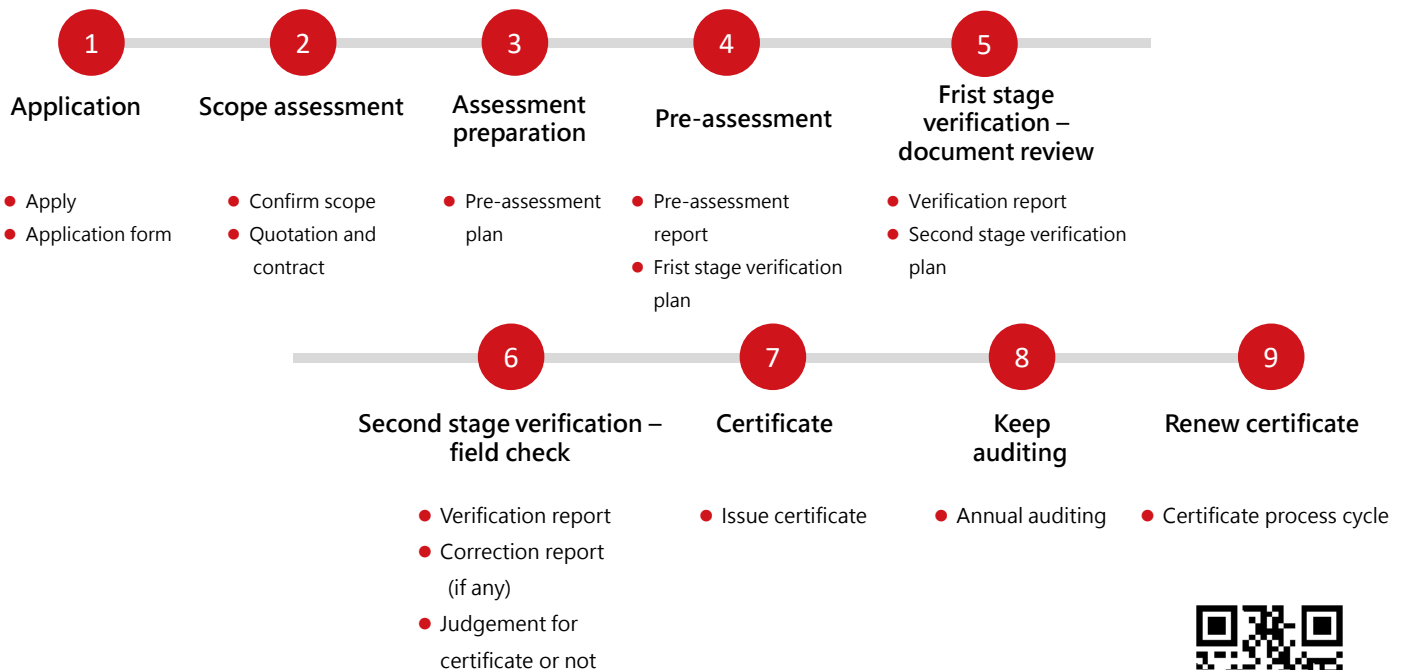 1
2
3
4
5
Application
Scope assessment
Assessment
preparation
Pre-assessment
Frist stage
verification –
document review
● Apply
● Application form
● Confirm scope
● Quotation and
contract
● Pre-assessment
plan
● Pre-assessment
report
● Frist stage verification
plan
● Verification report
● Second stage verification
plan
6
7
8
9
Second stage verification –
field check
Certificate
Keep
auditing
Renew certificate
● Verification report
● Correction report
(if any)
● Judgement for
certificate or not
● Issue certificate
● Annual auditing
● Certificate process cycle